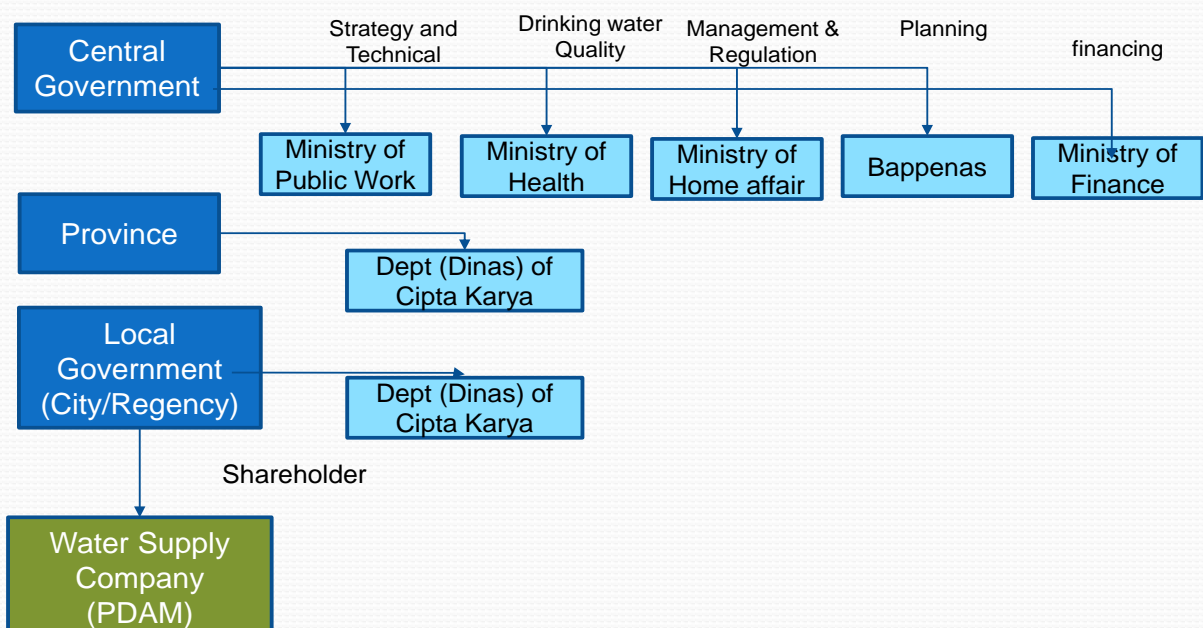 Central
Government
Strategy and
Technical
Drinking water
Quality
Management &
Regulation
Planning
financing
Ministry of
Public Work
Ministry of
Health
Ministry of
Home affair
Bappenas
Ministry of
Finance
Province
Dept (Dinas) of
Cipta Karya
Local
Government
(City/Regency)
Dept (Dinas) of
Cipta Karya
Shareholder
Water Supply
Company
(PDAM)